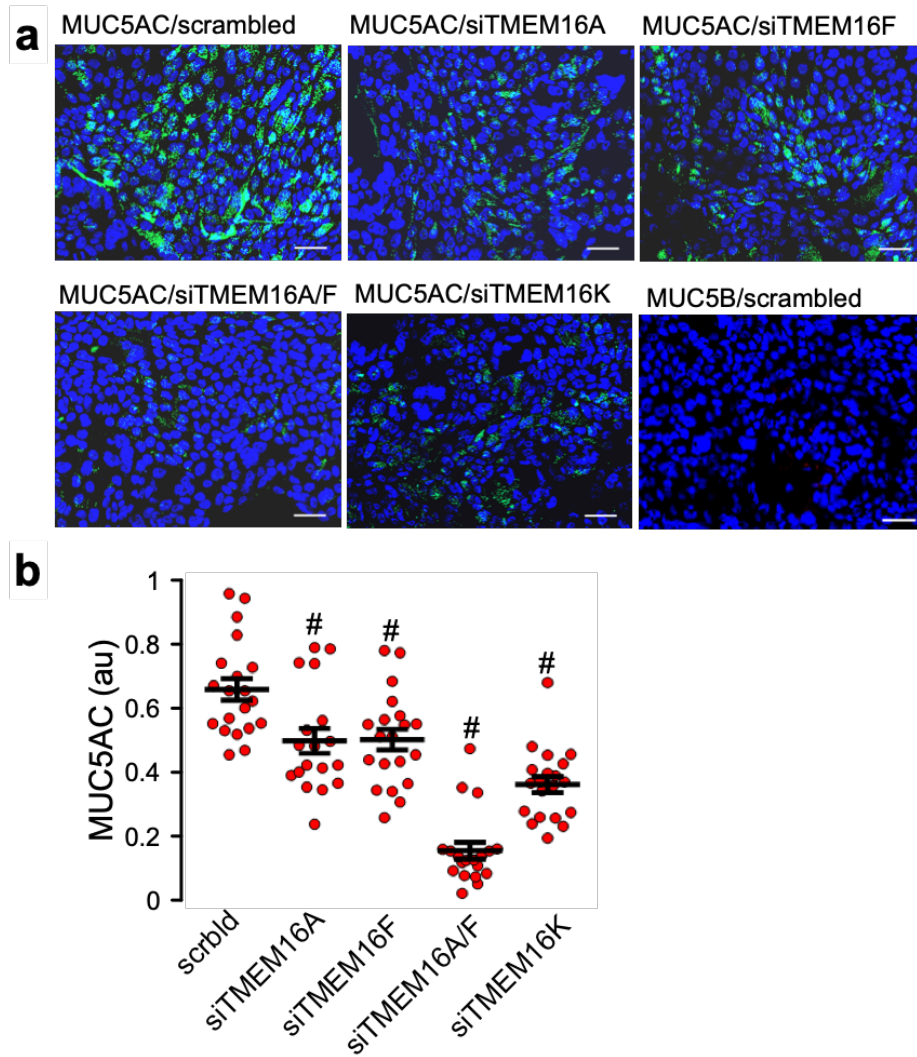 a
MUC5AC/scrambled MUC5AC/siTMEM16A MUC5AC/siTMEM16F
MUC5AC/siTMEM16A/F MUC5AC/siTMEM16K MUC5B/scrambled
b
MUC5AC (au)
1
0.8
0.6
0.4
0.2
0
# # # #
scrbld siTMEM16A siTMEM16F siTMEM16A/F siTMEM16K